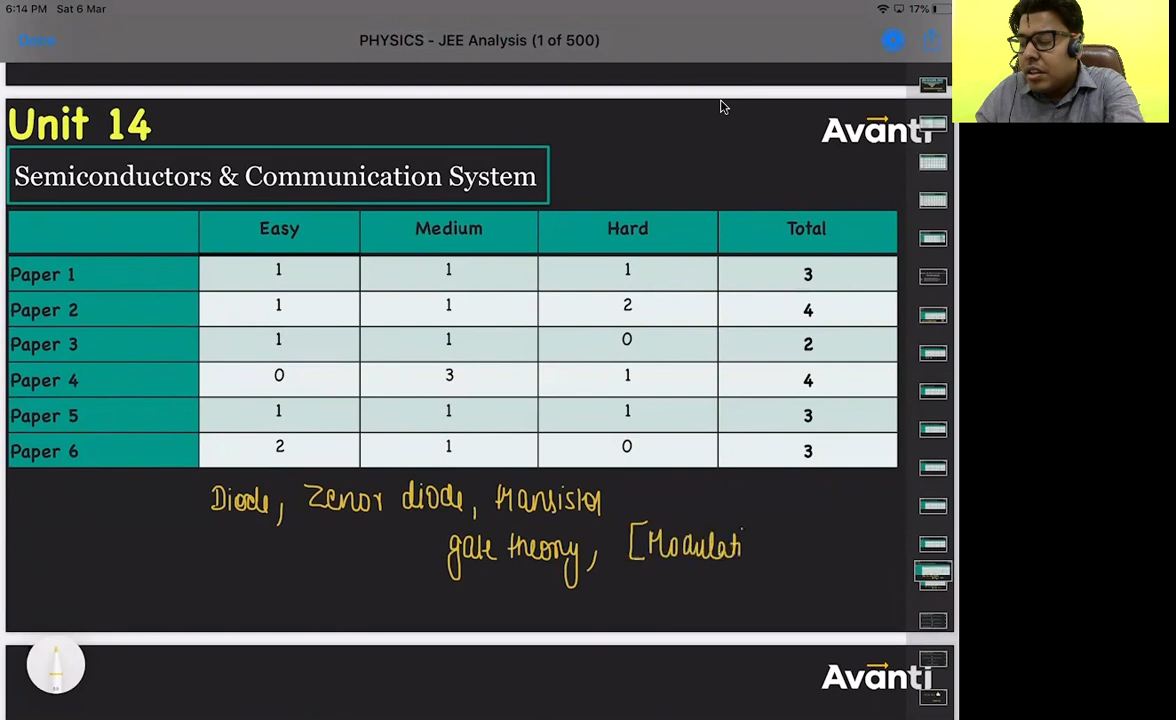 6:14 PM Sat 6 Mar 17%
Done PHYSICS - JEE Analysis (1 of 500)
Unit 14
Avanti
Semiconductors & Communication System
Easy Medium Hard Total
Paper 1 1 1 1 3
Paper 2 1 1 2 4
Paper 3 1 1 0 2
Paper 4 0 3 1 4
Paper 5 1 1 1 3
Paper 6 2 1 0 3
Diode, Zenor diode, transistor
gate theory, [Modulati
Avanti